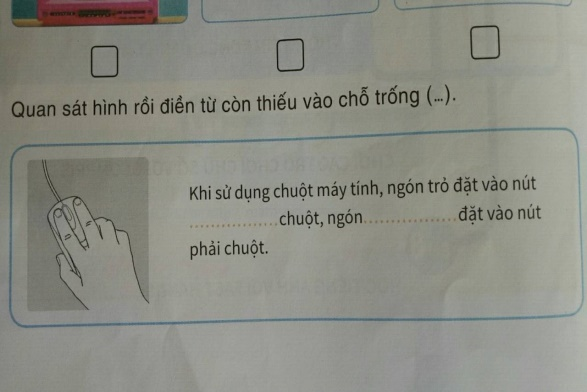 Quan sát hình rồi điền từ còn thiếu vào chỗ trống (...).
Khi sử dụng chuột máy tính, ngón trỏ đặt vào nút
.................chuột, ngón..................đặt vào nút
phải chuột.